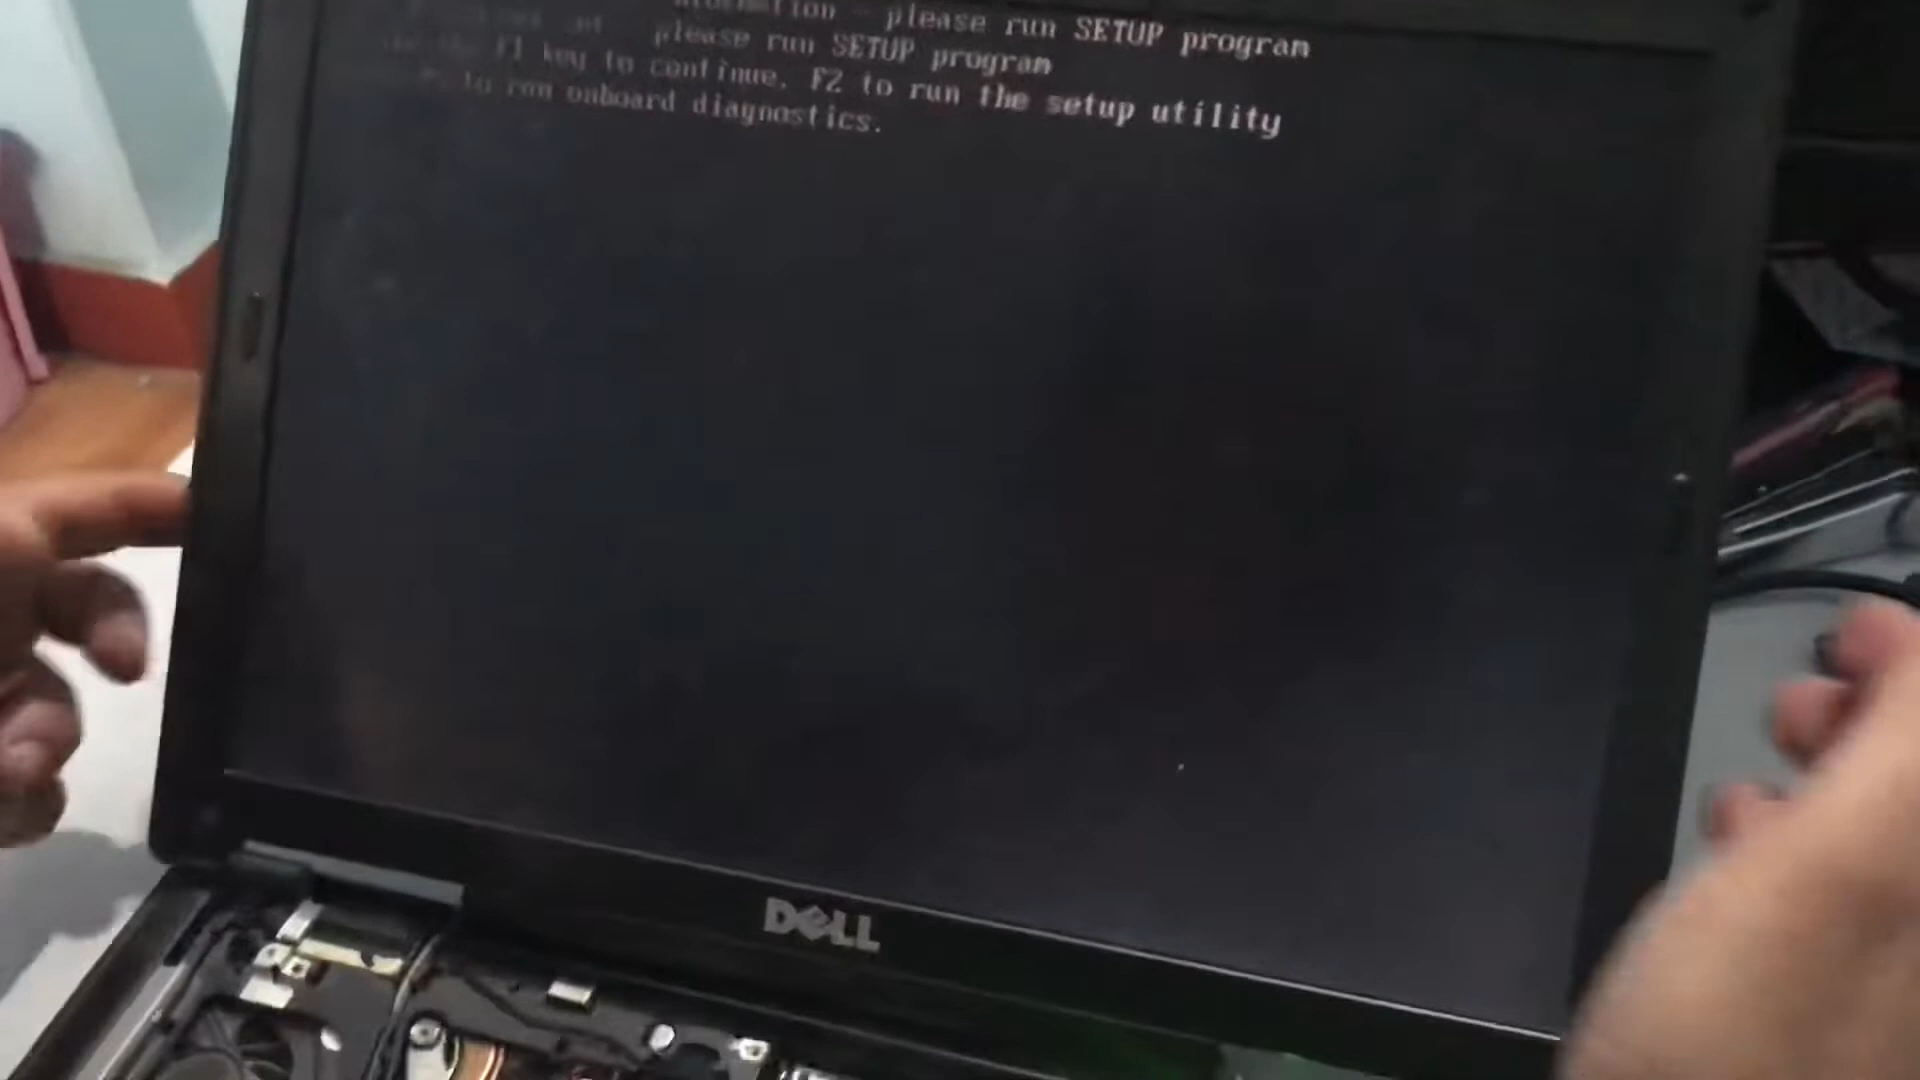 please run SETUP program
please run SETUP program
F1 key to continue, F2 to run the setup utility
to run onboard diagnostics.
DELL